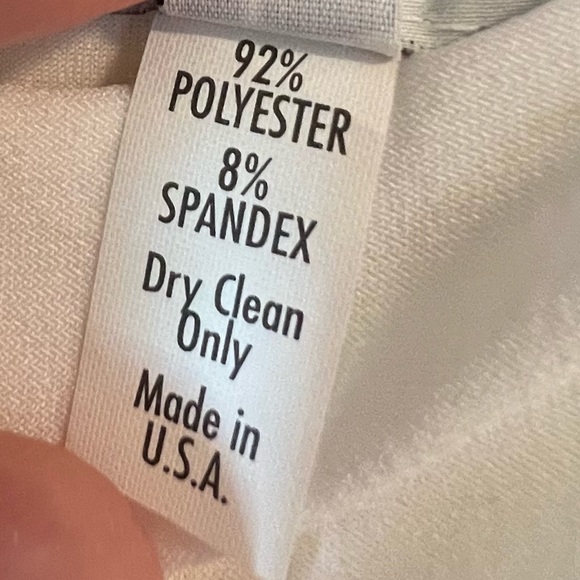 92%
POLYESTER
8%
SPANDEX
Dry Clean
Only
Made in
U.S.A.